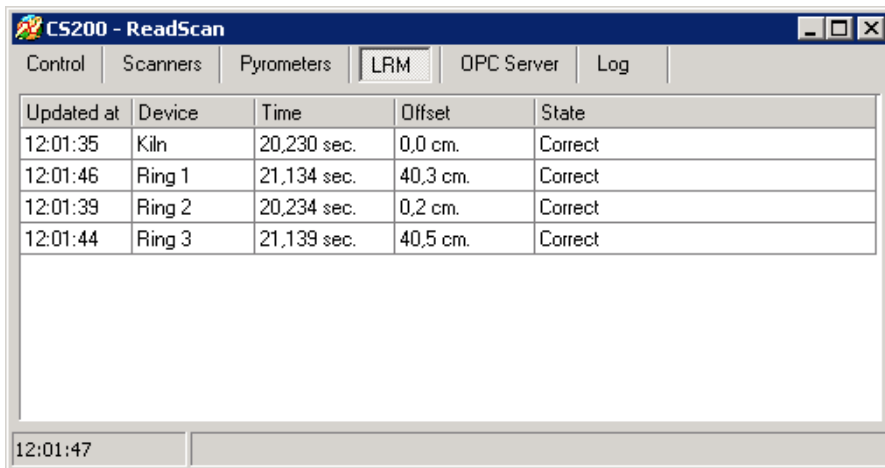 CS200 - ReadScan
Control Scanners Pyrometers LRM OPC Server Log
Updated at Device Time Offset State
12:01:35 Kiln 20,230 sec. 0,0 cm. Correct
12:01:46 Ring 1 21,134 sec. 40,3 cm. Correct
12:01:39 Ring 2 20,234 sec. 0,2 cm. Correct
12:01:44 Ring 3 21,139 sec. 40,5 cm. Correct
12:01:47